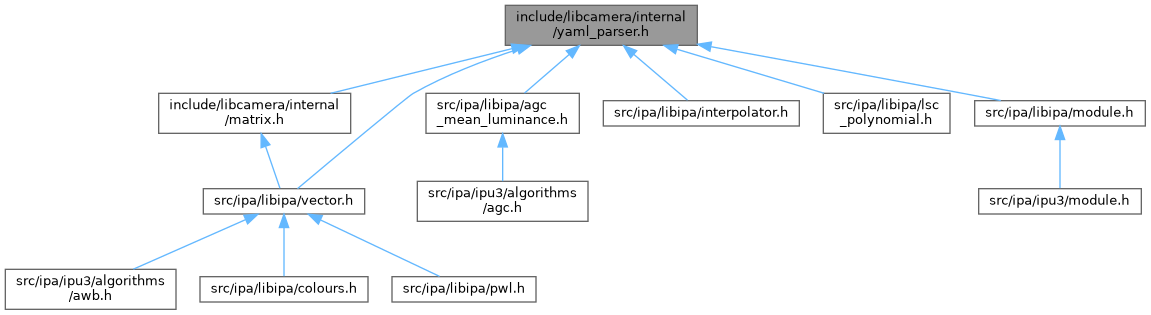 include/libcamera/internal
/yaml_parser.h
include/libcamera/internal
/matrix.h
src/ipa/libipa/agc
_mean_luminance.h
src/ipa/libipa/interpolator.h
src/ipa/libipa/lsc
_polynomial.h
src/ipa/libipa/module.h
src/ipa/libipa/vector.h
src/ipa/ipu3/algorithms
/agc.h
src/ipa/ipu3/module.h
src/ipa/ipu3/algorithms
/awb.h
src/ipa/libipa/colours.h
src/ipa/libipa/pwl.h